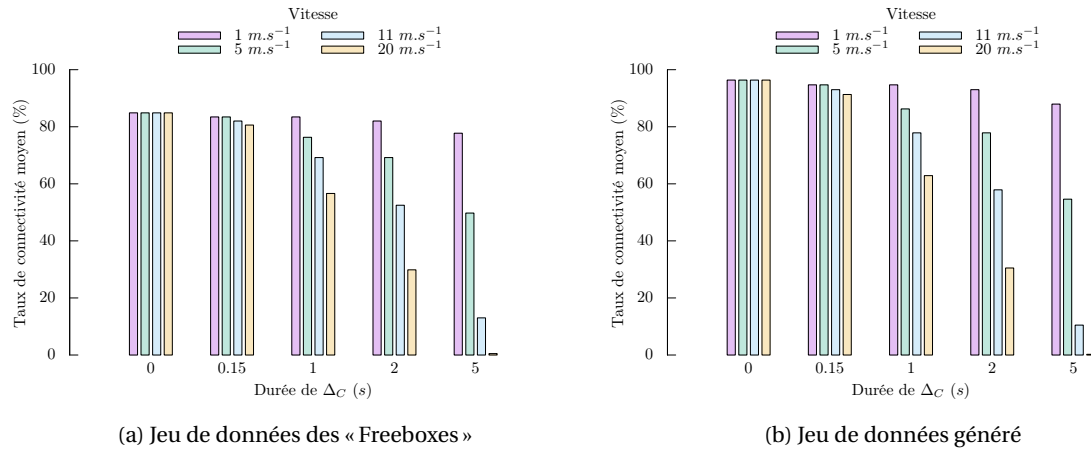 Vitesse
1 m.s⁻¹ 11 m.s⁻¹
5 m.s⁻¹ 20 m.s⁻¹
Taux de connectivité moyen (%)
100
80
60
40
20
0
0 0.15 1 2 5
Durée de Δ_C (s)
(a) Jeu de données des « Freeboxes »
Vitesse
1 m.s⁻¹ 11 m.s⁻¹
5 m.s⁻¹ 20 m.s⁻¹
Taux de connectivité moyen (%)
100
80
60
40
20
0
0 0.15 1 2 5
Durée de Δ_C (s)
(b) Jeu de données généré